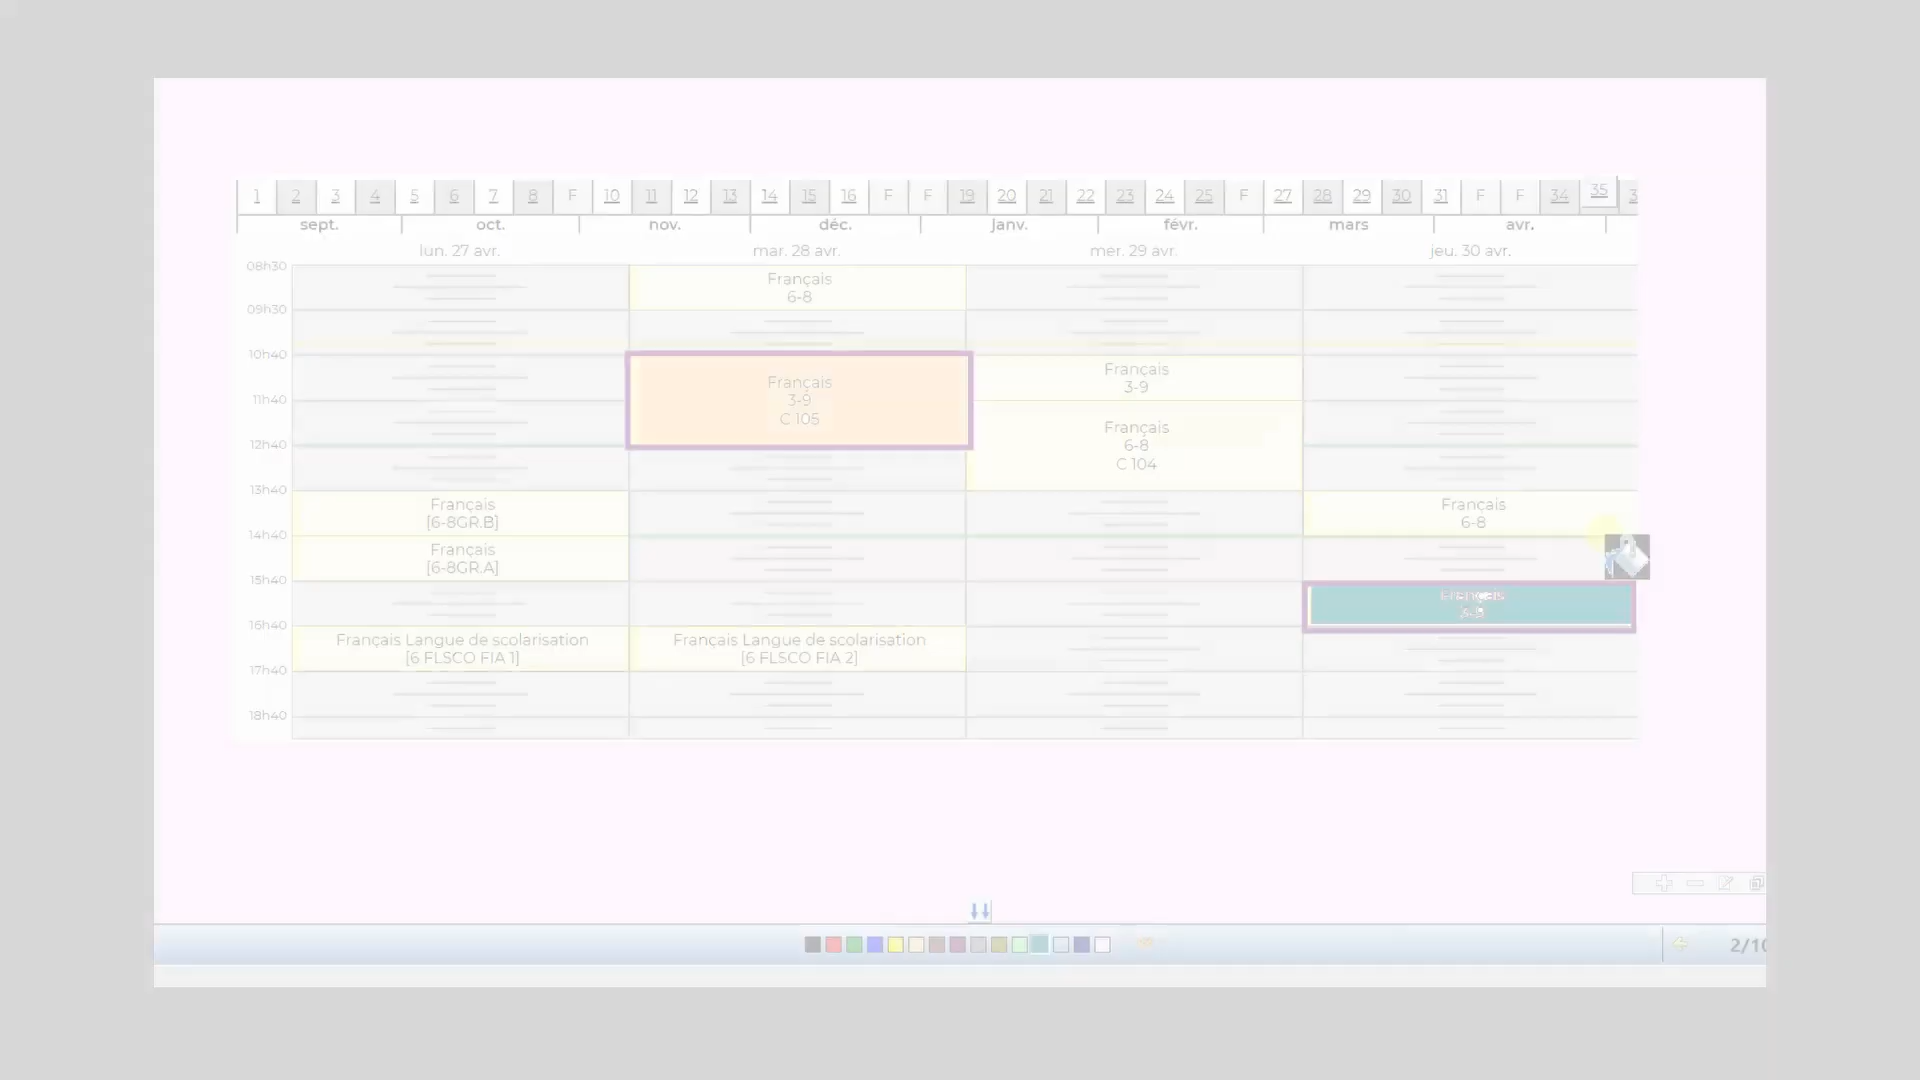 1 2 3 4 5 6 7 8 F 10 11 12 13 14 15 16 F F 19 20 21 22 23 24 25 F 27 28 29 30 31 F F 34 35
sept. oct. nov. déc. janv. févr. mars avr.
lun. 27 avr. mar. 28 avr. mer. 29 avr. jeu. 30 avr.
08h30
Français
6-8
09h30
10h40
Français
3-9
C 105
Français
3-9
11h40
Français
6-8
C 104
12h40
13h40
Français
[6-8GR.B]
Français
6-8
14h40
Français
[6-8GR.A]
15h40
Français
3-9
16h40
Français Langue de scolarisation
[6 FLSCO FIA 1]
Français Langue de scolarisation
[6 FLSCO FIA 2]
17h40
18h40